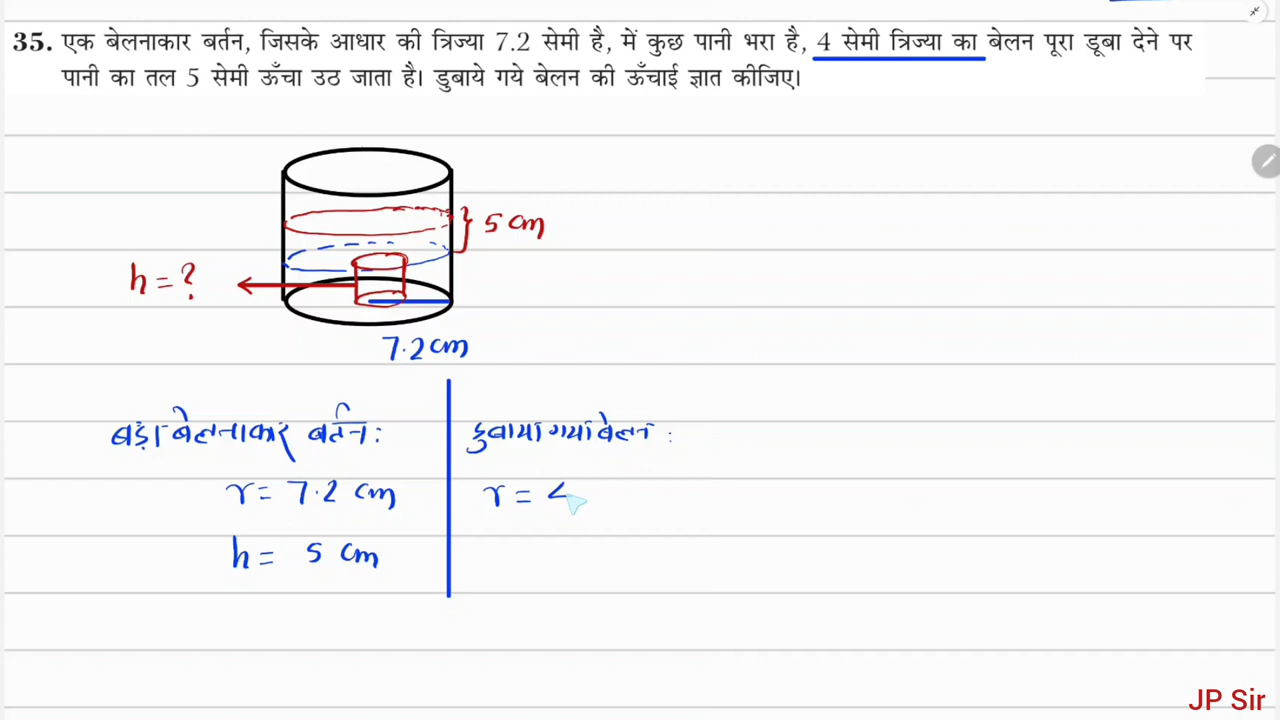 35. एक बेलनाकार बर्तन, जिसके आधार की त्रिज्या 7.2 सेमी है, में कुछ पानी भरा है, 4 सेमी त्रिज्या का बेलन पूरा डूबा देने पर
पानी का तल 5 सेमी ऊँचा उठ जाता है। डुबाये गये बेलन की ऊँचाई ज्ञात कीजिए।
5 cm
h = ?
7.2 cm
बड़ा बेलनाकार बर्तन :
r = 7.2 cm
h = 5 cm
डुबाया गया बेलन :
r = 4
JP Sir